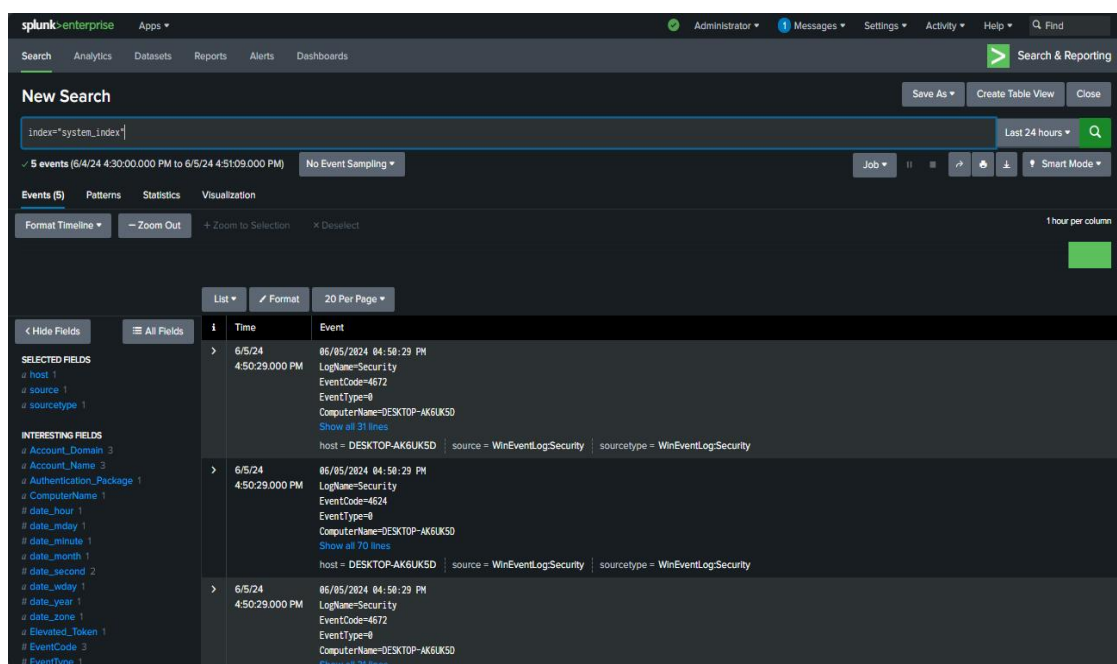 splunk>enterprise Apps Administrator 1 Messages Settings Activity Help Find
Search Analytics Datasets Reports Alerts Dashboards > Search & Reporting
New Search Save As Create Table View Close
index="system_index" Last 24 hours
✓ 5 events (6/4/24 4:30:00.000 PM to 6/5/24 4:51:09.000 PM) No Event Sampling Job Smart Mode
Events (5) Patterns Statistics Visualization
Format Timeline − Zoom Out + Zoom to Selection × Deselect 1 hour per column
List Format 20 Per Page
< Hide Fields All Fields i Time Event
SELECTED FIELDS
a host 1
a source 1
a sourcetype 1
INTERESTING FIELDS
a Account_Domain 3
a Account_Name 3
a Authentication_Package 1
a ComputerName 1
# date_hour 1
# date_mday 1
# date_minute 1
a date_month 1
# date_second 2
a date_wday 1
# date_year 1
a date_zone 1
a Elevated_Token 1
# EventCode 3
# EventType 1
> 6/5/24 06/05/2024 04:50:29 PM
4:50:29.000 PM LogName=Security
EventCode=4672
EventType=0
ComputerName=DESKTOP-AK6UK5D
Show all 31 lines
host = DESKTOP-AK6UK5D source = WinEventLog:Security sourcetype = WinEventLog:Security
> 6/5/24 06/05/2024 04:50:29 PM
4:50:29.000 PM LogName=Security
EventCode=4624
EventType=0
ComputerName=DESKTOP-AK6UK5D
Show all 70 lines
host = DESKTOP-AK6UK5D source = WinEventLog:Security sourcetype = WinEventLog:Security
> 6/5/24 06/05/2024 04:50:29 PM
4:50:29.000 PM LogName=Security
EventCode=4672
EventType=0
ComputerName=DESKTOP-AK6UK5D
Show all 31 lines